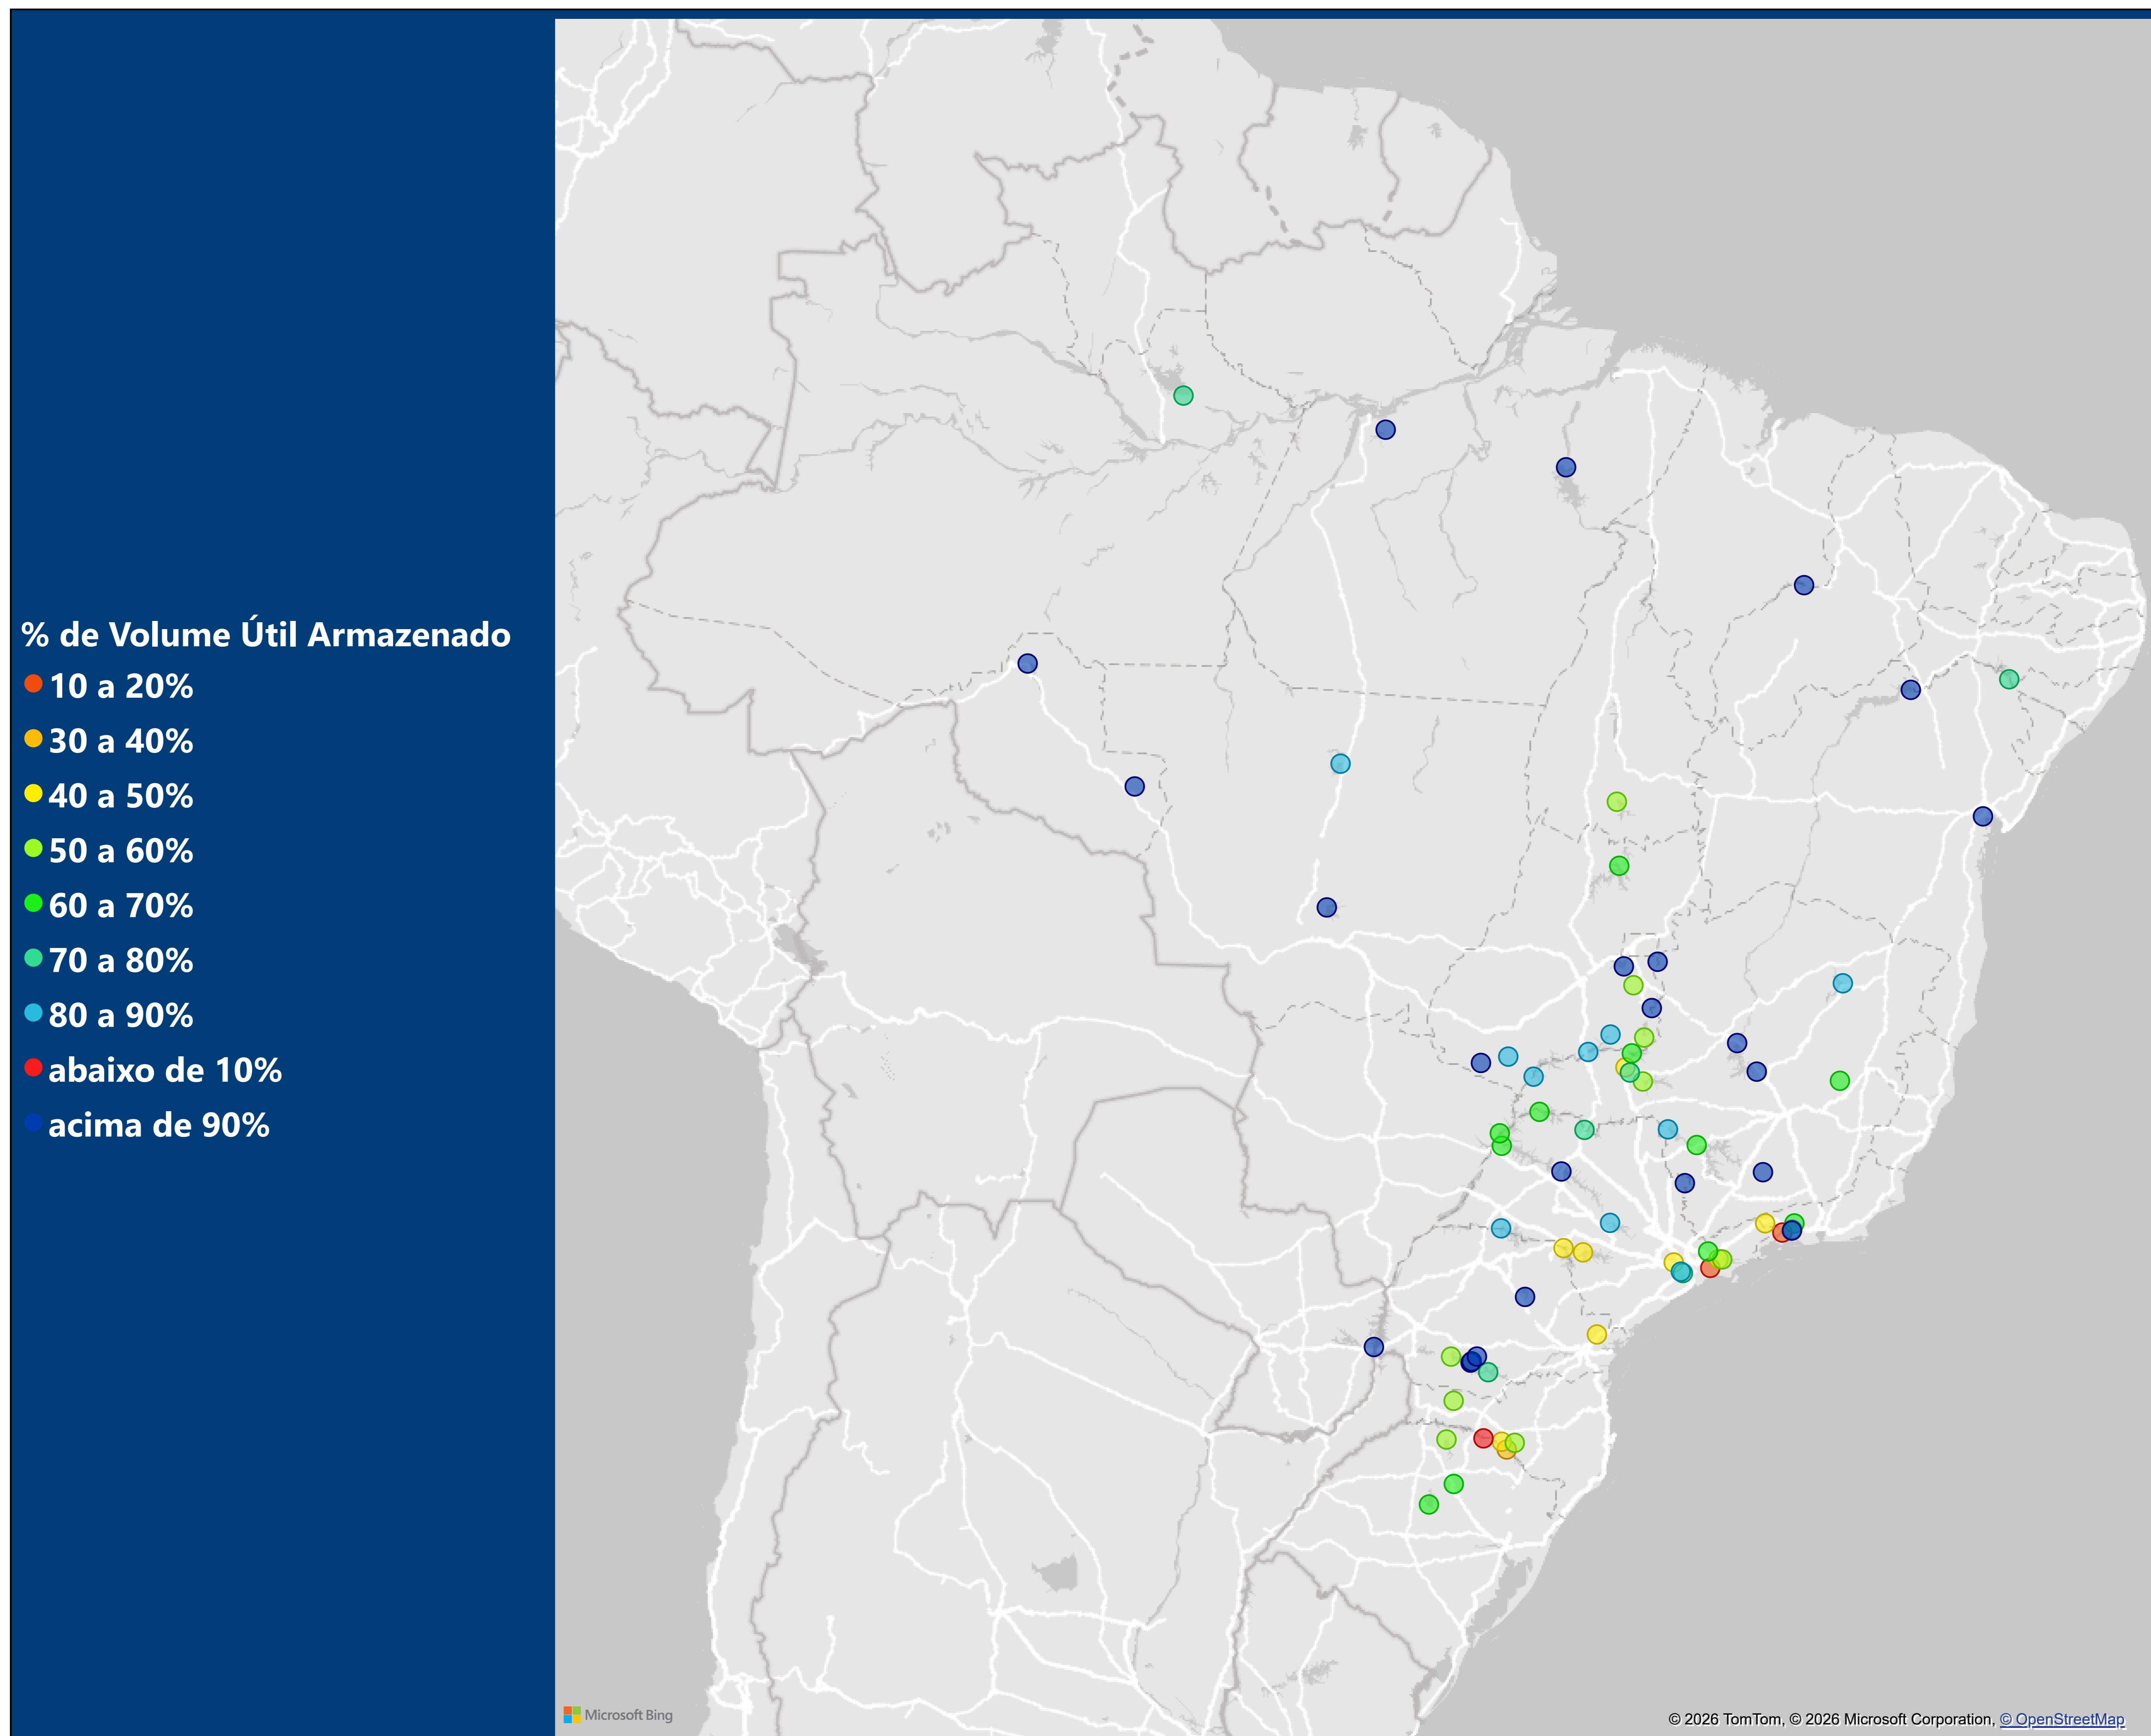 % de Volume Útil Armazenado
10 a 20%
30 a 40%
40 a 50%
50 a 60%
60 a 70%
70 a 80%
80 a 90%
abaixo de 10%
acima de 90%
Microsoft Bing
© 2026 TomTom, © 2026 Microsoft Corporation, © OpenStreetMap